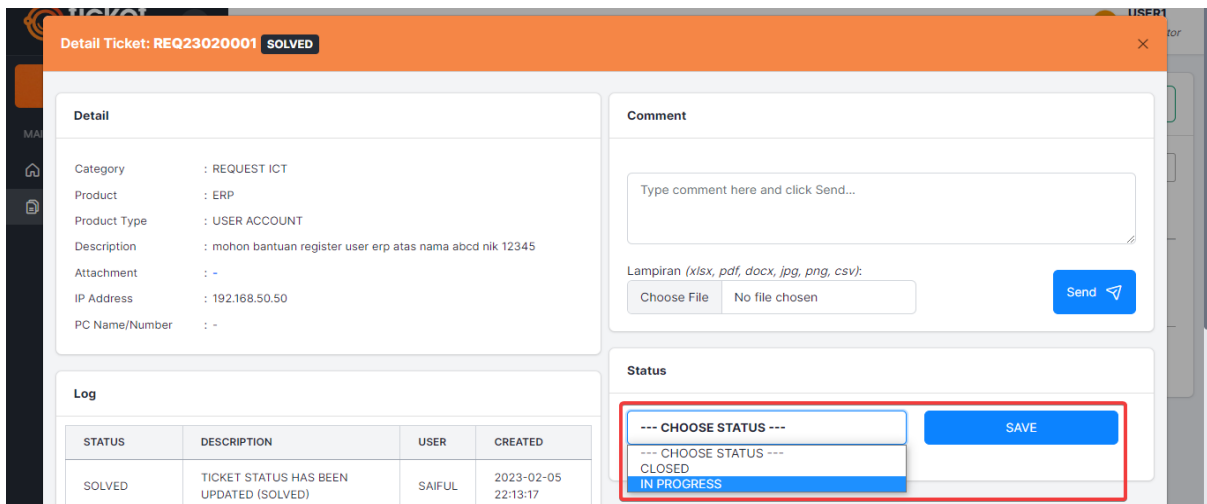 ticket
USER1
tor
Detail Ticket: REQ23020001 SOLVED
MAI
Detail
Category : REQUEST ICT
Product : ERP
Product Type : USER ACCOUNT
Description : mohon bantuan register user erp atas nama abcd nik 12345
Attachment : -
IP Address : 192.168.50.50
PC Name/Number : -
Log
STATUS DESCRIPTION USER CREATED
SOLVED TICKET STATUS HAS BEEN UPDATED (SOLVED) SAIFUL 2023-02-05 22:13:17
Comment
Type comment here and click Send...
Lampiran (xlsx, pdf, docx, jpg, png, csv):
Choose File No file chosen
Send
Status
--- CHOOSE STATUS --- SAVE
--- CHOOSE STATUS ---
CLOSED
IN PROGRESS